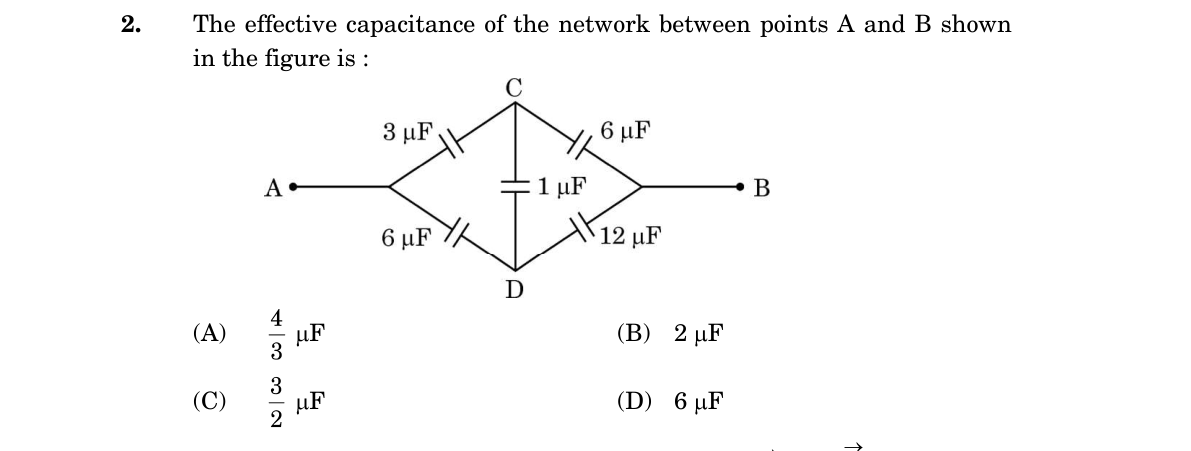 2. The effective capacitance of the network between points A and B shown
in the figure is :
C
3 µF
6 µF
A
1 µF
B
6 µF
12 µF
D
(A) 4/3 µF
(B) 2 µF
(C) 3/2 µF
(D) 6 µF
→